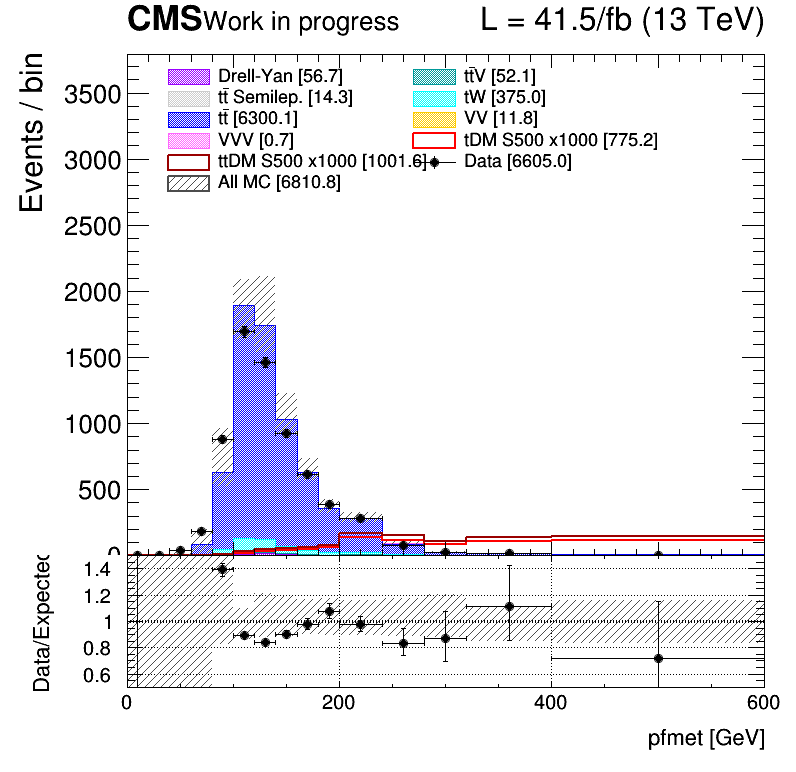 CMS Work in progress L = 41.5/fb (13 TeV)
Events / bin
Drell-Yan [56.7] tt̄V [52.1]
tt̄ Semilep. [14.3] tW [375.0]
tt̄ [6300.1] VV [11.8]
VVV [0.7] tDM S500 x1000 [775.2]
ttDM S500 x1000 [1001.6] Data [6605.0]
All MC [6810.8]
3500
3000
2500
2000
1500
1000
500
0
Data/Expected
1.4
1.2
1
0.8
0.6
0 200 400 600
pfmet [GeV]